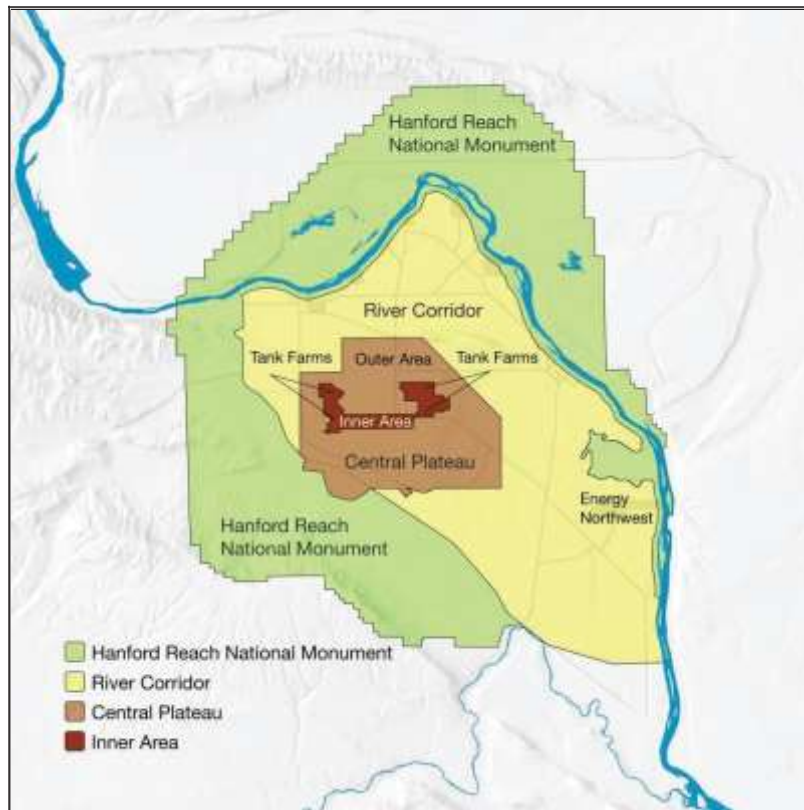 Hanford Reach
National Monument
River Corridor
Tank Farms
Outer Area
Tank Farms
Inner Area
Central Plateau
Energy
Northwest
Hanford Reach
National Monument
Hanford Reach National Monument
River Corridor
Central Plateau
Inner Area